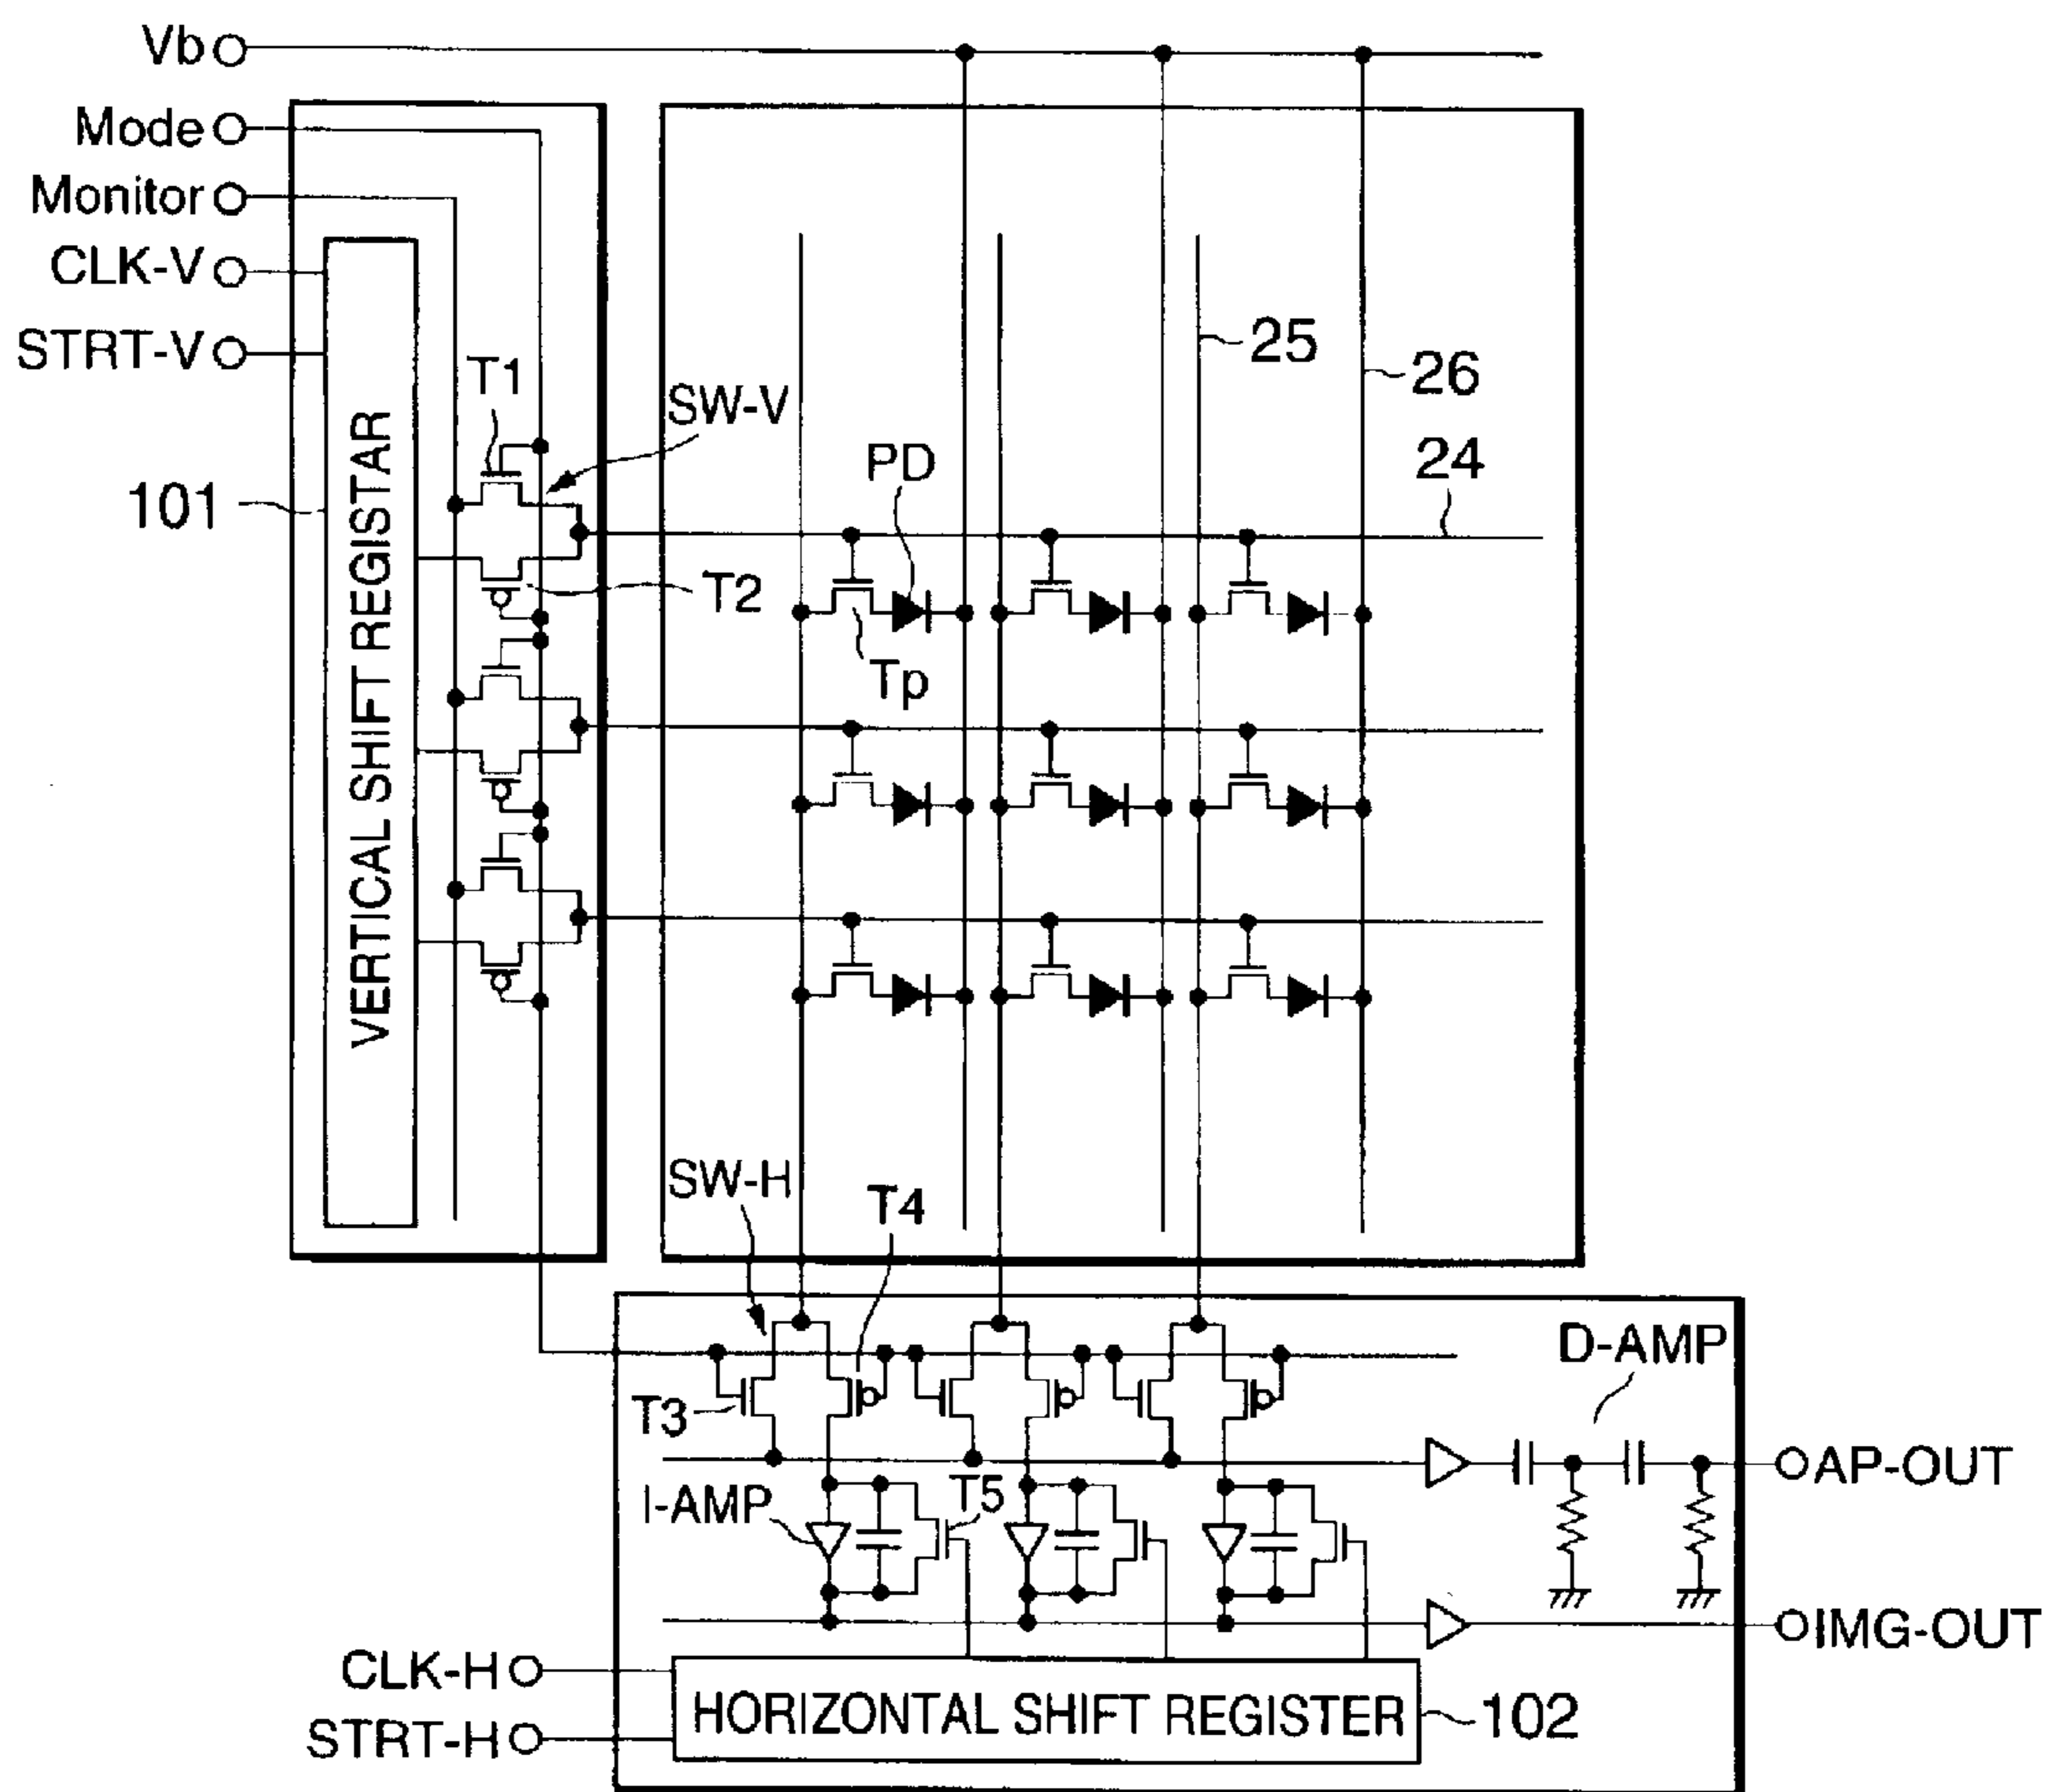 Vb
Mode
Monitor
CLK-V
STRT-V
T1
SW-V
25
26
PD
24
101
VERTICAL SHIFT REGISTAR
T2
Tp
SW-H
T4
D-AMP
T3
AP-OUT
I-AMP
T5
IMG-OUT
CLK-H
STRT-H
HORIZONTAL SHIFT REGISTER
102